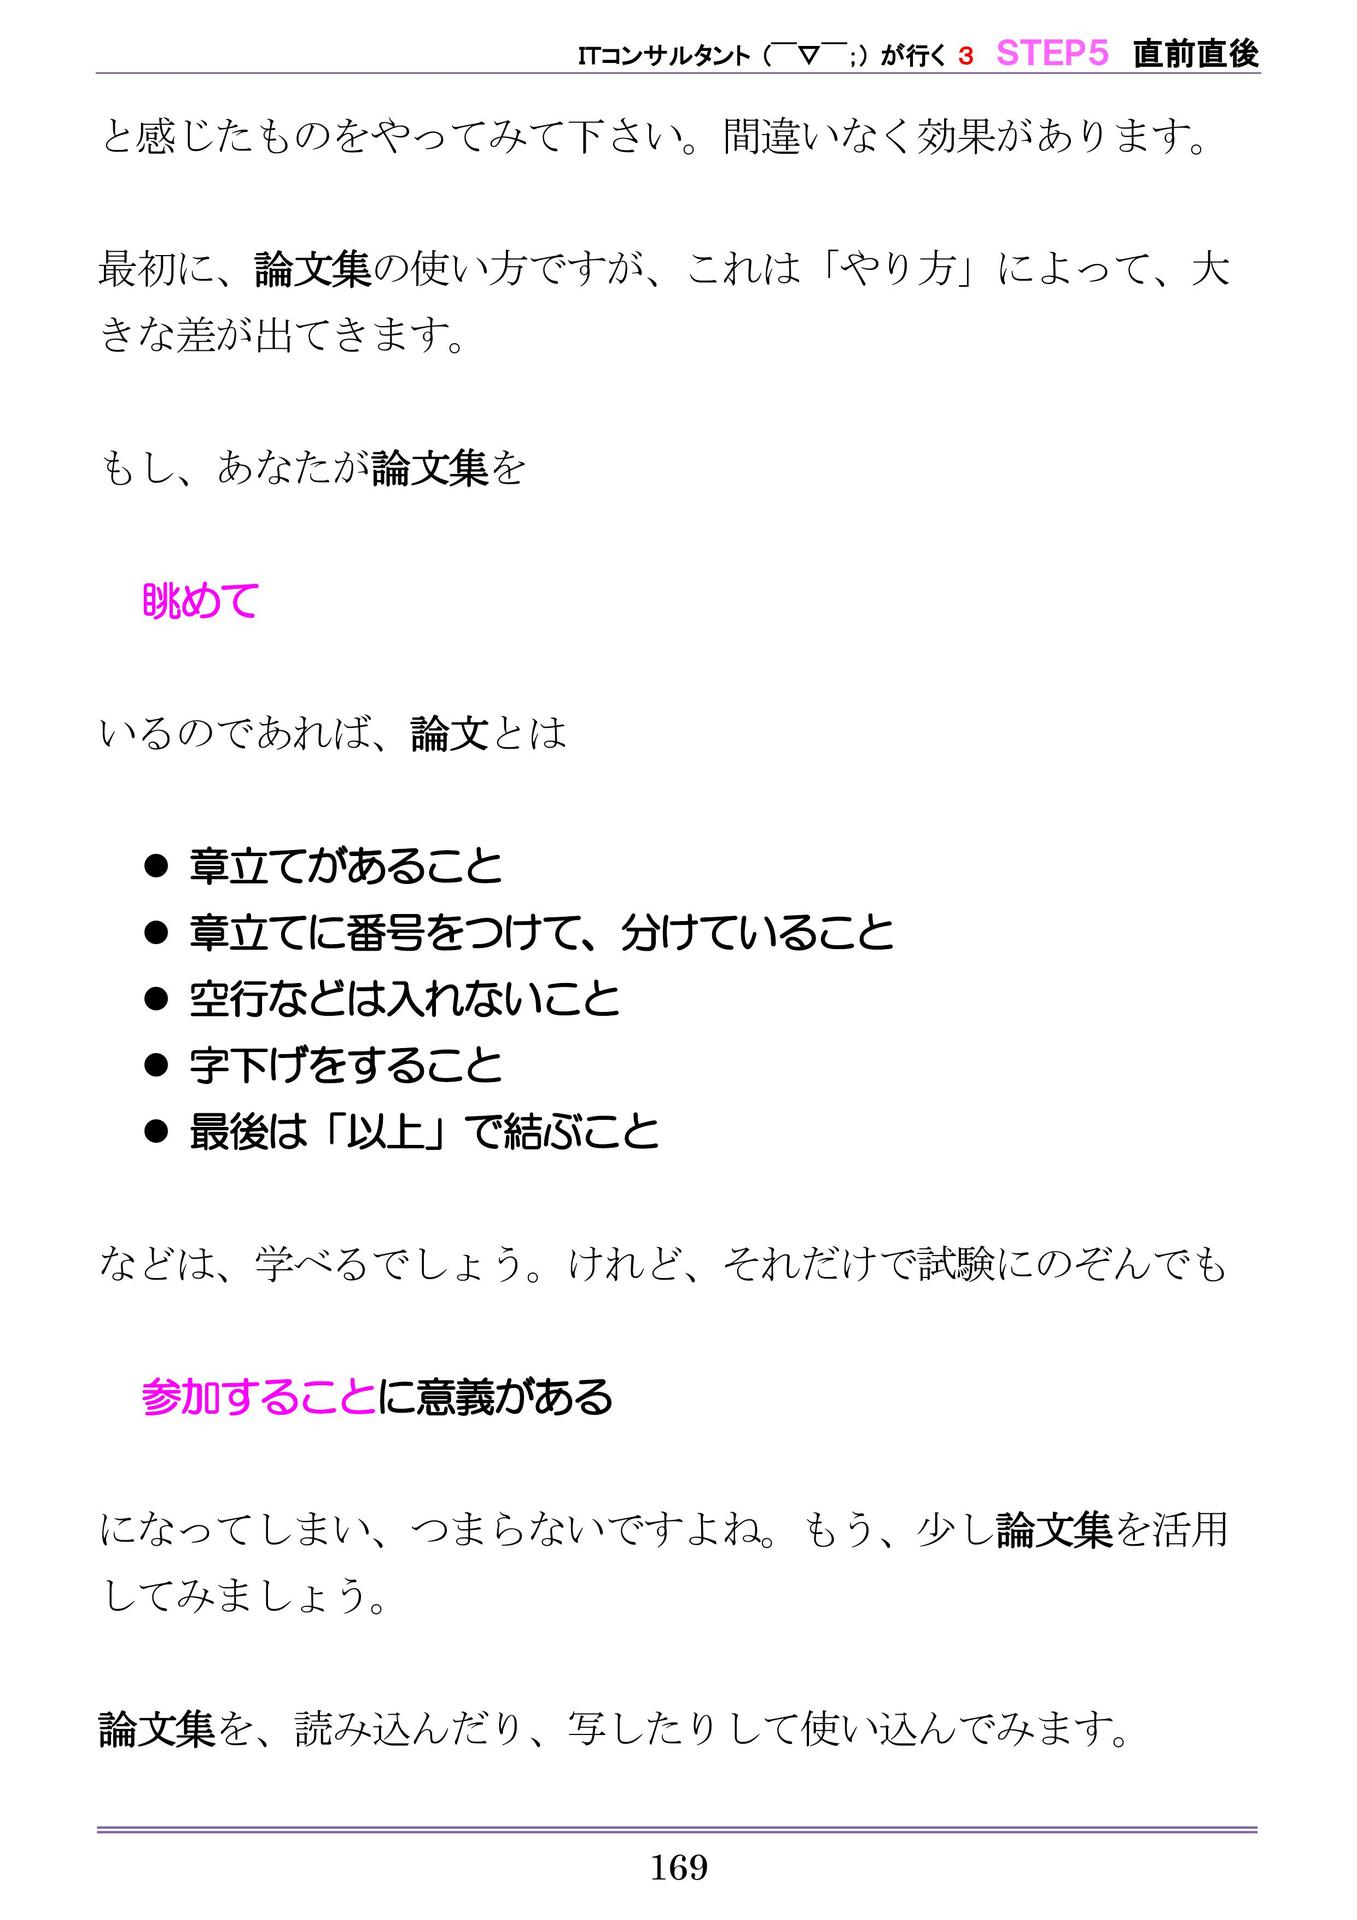 ITコンサルタント（￣▽￣；）が行く 3 STEP5 直前直後
と感じたものをやってみて下さい。間違いなく効果があります。
最初に、論文集の使い方ですが、これは「やり方」によって、大
きな差が出てきます。
もし、あなたが論文集を
眺めて
いるのであれば、論文とは
● 章立てがあること
● 章立てに番号をつけて、分けていること
● 空行などは入れないこと
● 字下げをすること
● 最後は「以上」で結ぶこと
などは、学べるでしょう。けれど、それだけで試験にのぞんでも
参加することに意義がある
になってしまい、つまらないですよね。もう、少し論文集を活用
してみましょう。
論文集を、読み込んだり、写したりして使い込んでみます。
169